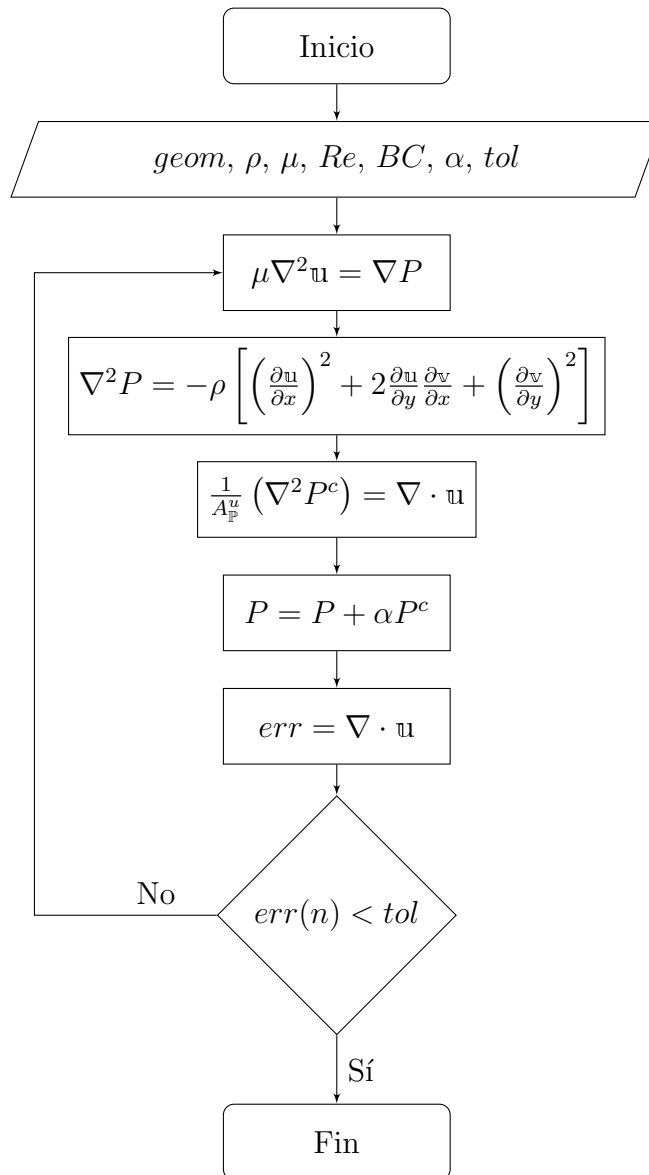 Inicio
geom, ρ, μ, Re, BC, α, tol
μ∇²𝕦 = ∇P
∇²P = −ρ [(∂𝕦/∂x)² + 2 ∂𝕦/∂y ∂𝕧/∂x + (∂𝕧/∂y)²]
1/A_ℙ^u (∇²P^c) = ∇ · 𝕦
P = P + αP^c
err = ∇ · 𝕦
No
err(n) < tol
Sí
Fin